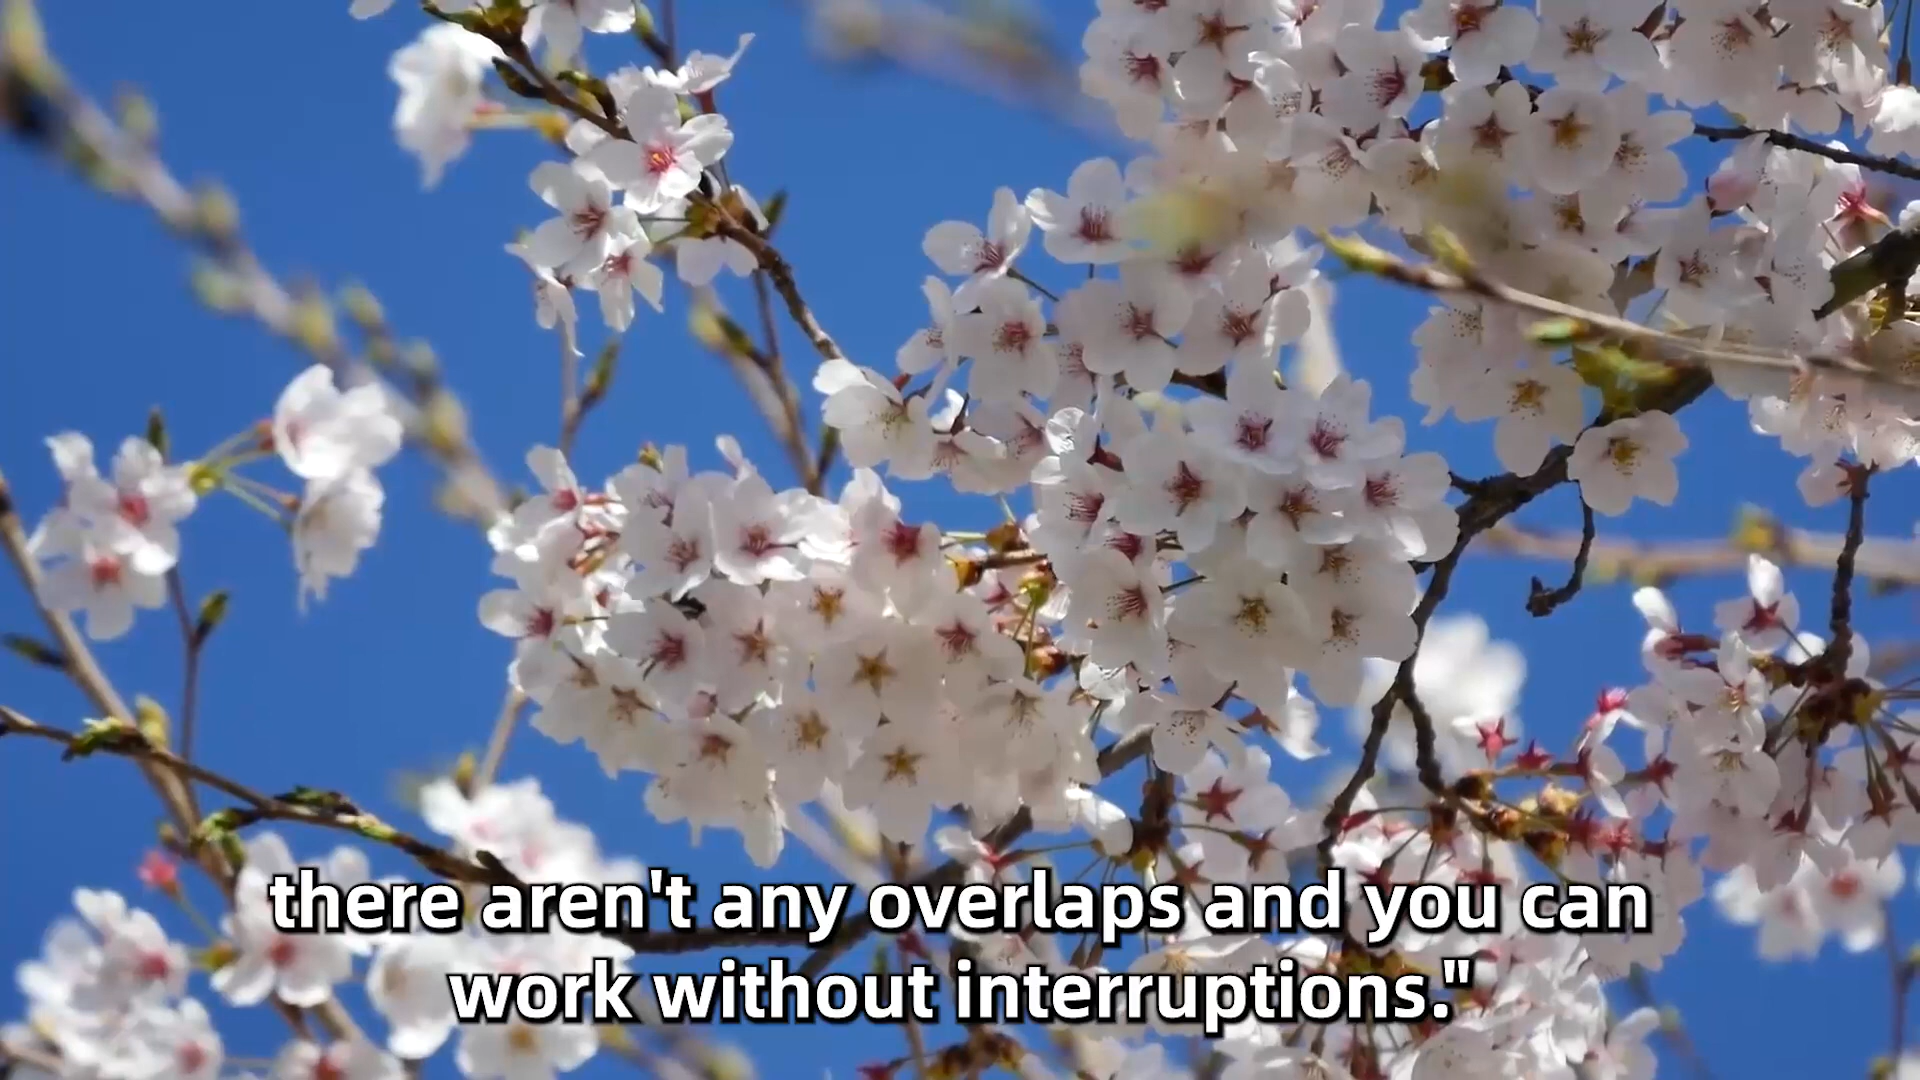 there aren't any overlaps and you can
work without interruptions."